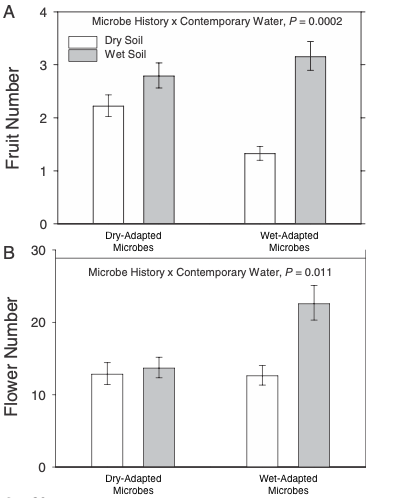 A
Microbe History x Contemporary Water, P = 0.0002
Dry Soil
Wet Soil
Fruit Number
4
3
2
1
0
Dry-Adapted
Microbes
Wet-Adapted
Microbes
B
Microbe History x Contemporary Water, P = 0.011
Flower Number
30
20
10
0
Dry-Adapted
Microbes
Wet-Adapted
Microbes